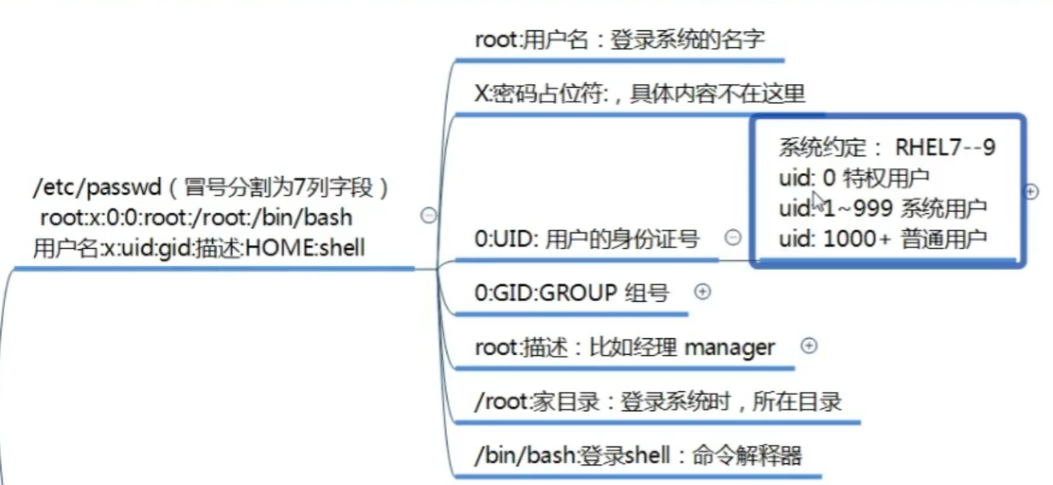 root:用户名：登录系统的名字
X:密码占位符:，具体内容不在这里
系统约定： RHEL7--9
uid: 0 特权用户
uid: 1~999 系统用户
uid: 1000+ 普通用户
/etc/passwd（冒号分割为7列字段）
root:x:0:0:root:/root:/bin/bash
用户名:x:uid:gid:描述:HOME:shell
0:UID: 用户的身份证号
0:GID:GROUP 组号
root:描述：比如经理 manager
/root:家目录：登录系统时，所在目录
/bin/bash:登录shell：命令解释器